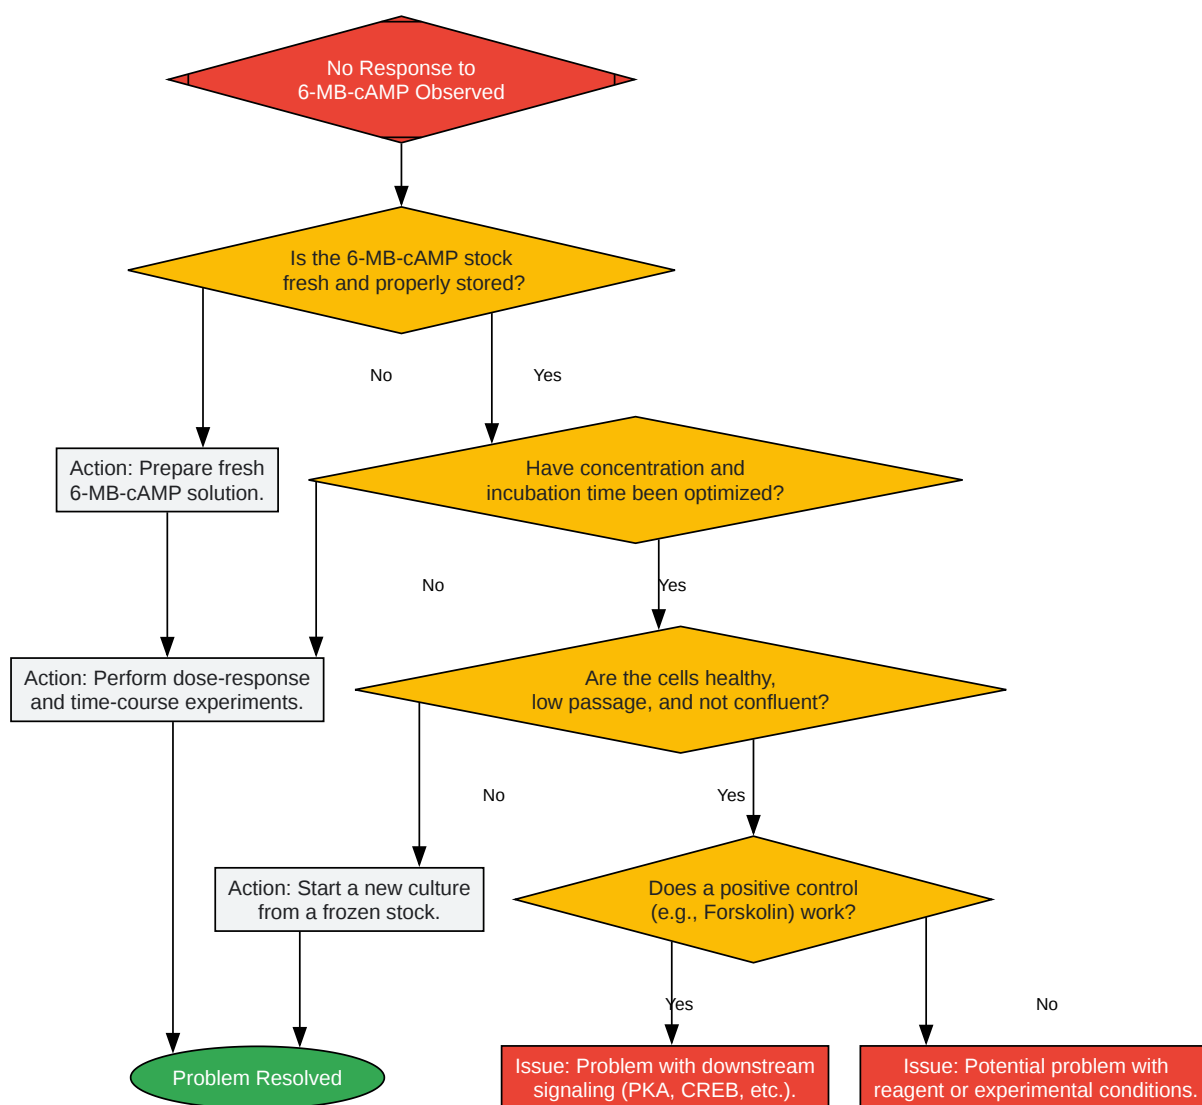 No Response to
6-MB-cAMP Observed
Is the 6-MB-cAMP stock
fresh and properly stored?
No
Yes
Action: Prepare fresh
6-MB-cAMP solution.
Have concentration and
incubation time been optimized?
No
Yes
Action: Perform dose-response
and time-course experiments.
Are the cells healthy,
low passage, and not confluent?
No
Yes
Action: Start a new culture
from a frozen stock.
Does a positive control
(e.g., Forskolin) work?
Yes
No
Problem Resolved
Issue: Problem with downstream
signaling (PKA, CREB, etc.).
Issue: Potential problem with
reagent or experimental conditions.